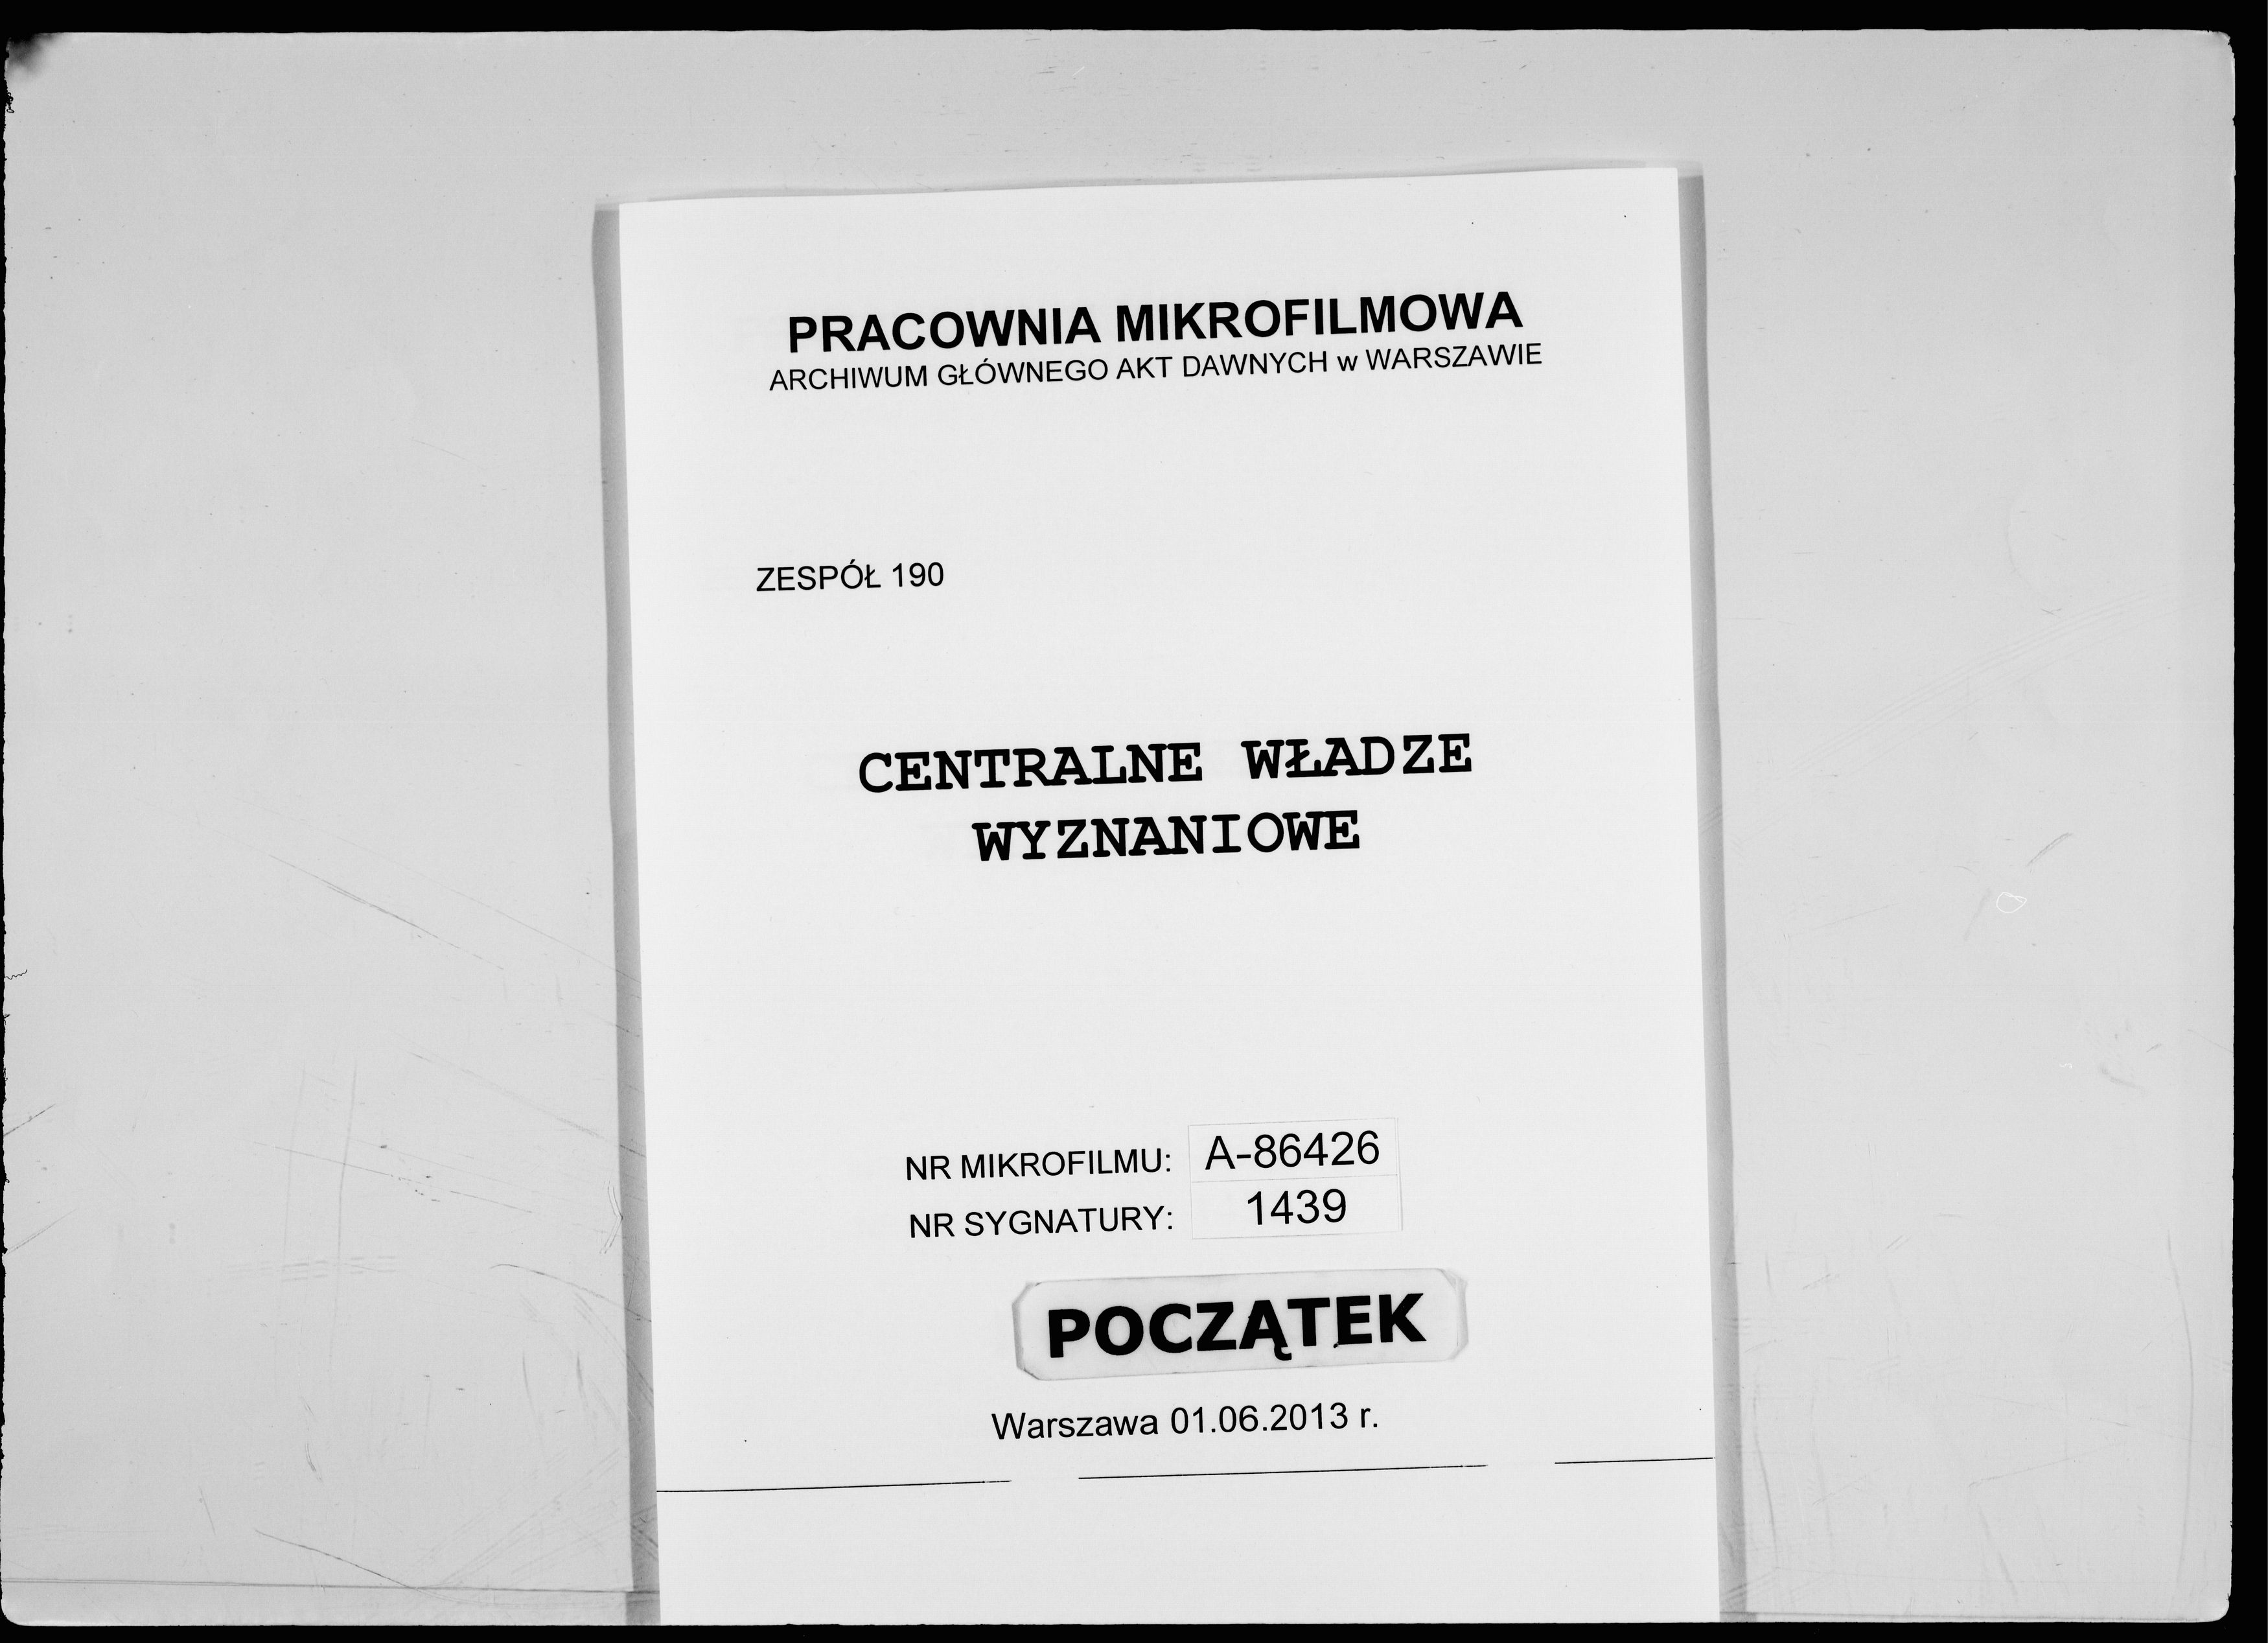 PRACOWNIA MIKROFILMOWA
ARCHIWUM GŁÓWNEGO AKT DAWNYCH w WARSZAWIE
ZESPÓŁ 190
CENTRALNE WŁADZE
WYZNANIOWE
NR MIKROFILMU: A-86426
NR SYGNATURY: 1439
POCZĄTEK
Warszawa 01.06.2013 r.